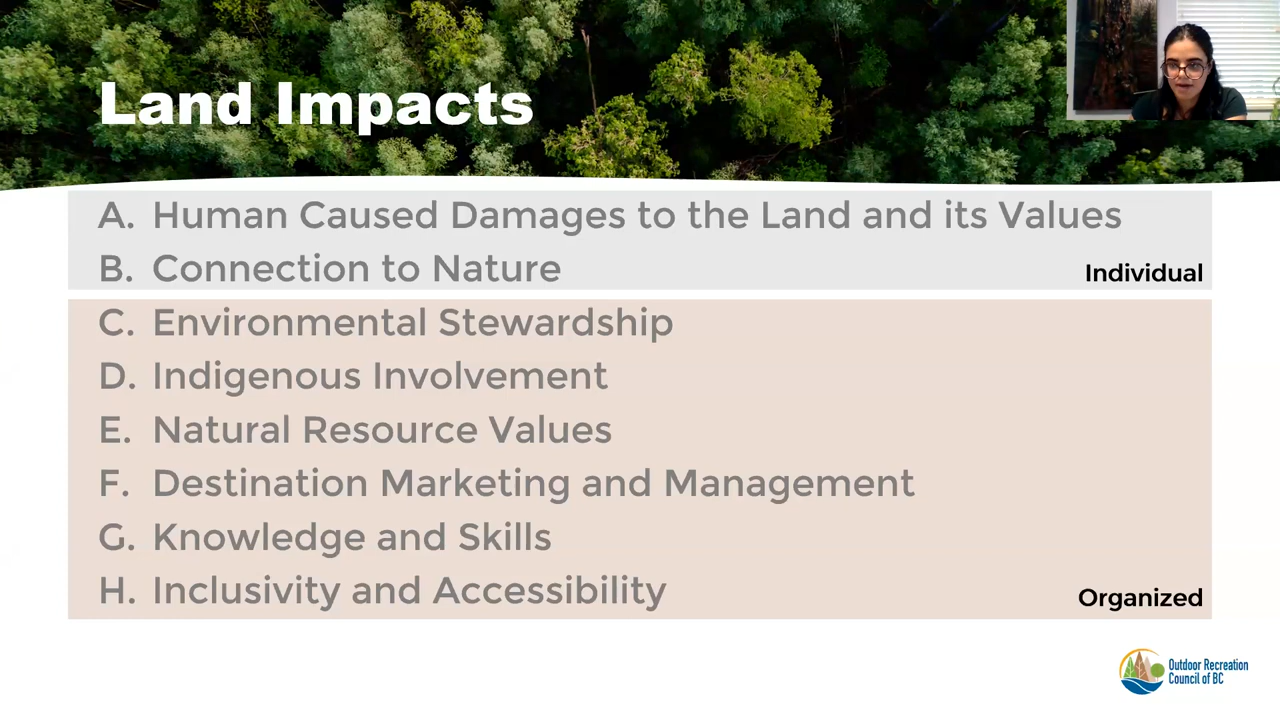 Land Impacts
A. Human Caused Damages to the Land and its Values
B. Connection to Nature
Individual
C. Environmental Stewardship
D. Indigenous Involvement
E. Natural Resource Values
F. Destination Marketing and Management
G. Knowledge and Skills
H. Inclusivity and Accessibility
Organized
Outdoor Recreation
Council of BC